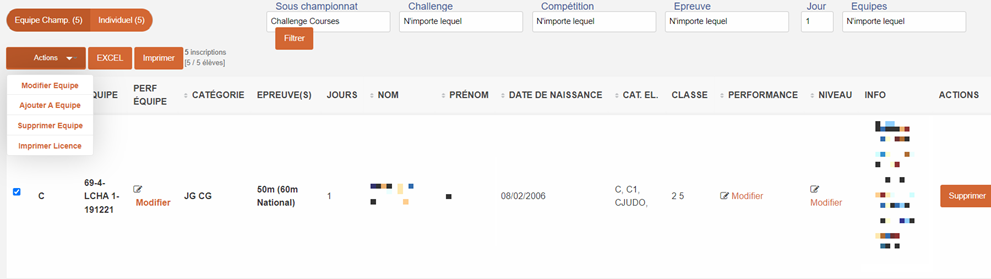 Sous championnat Challenge Compétition Epreuve Jour Equipes
Equipe Champ. (5) Individuel (5)
Challenge Courses N'importe lequel N'importe lequel N'importe lequel 1 N'importe lequel
Filtrer
Actions EXCEL Imprimer 5 inscriptions
[5 / 5 élèves]
Modifier Equipe
Ajouter A Equipe
Supprimer Equipe
Imprimer Licence
QUIPE PERF ÉQUIPE CATÉGORIE EPREUVE(S) JOURS NOM PRÉNOM DATE DE NAISSANCE CAT. EL. CLASSE PERFORMANCE NIVEAU INFO ACTIONS
C 69-4-LCHA 1-191221 Modifier JG CG 50m (60m National) 1 08/02/2006 C, C1, CJUDO, 2 5 Modifier Modifier Supprimer